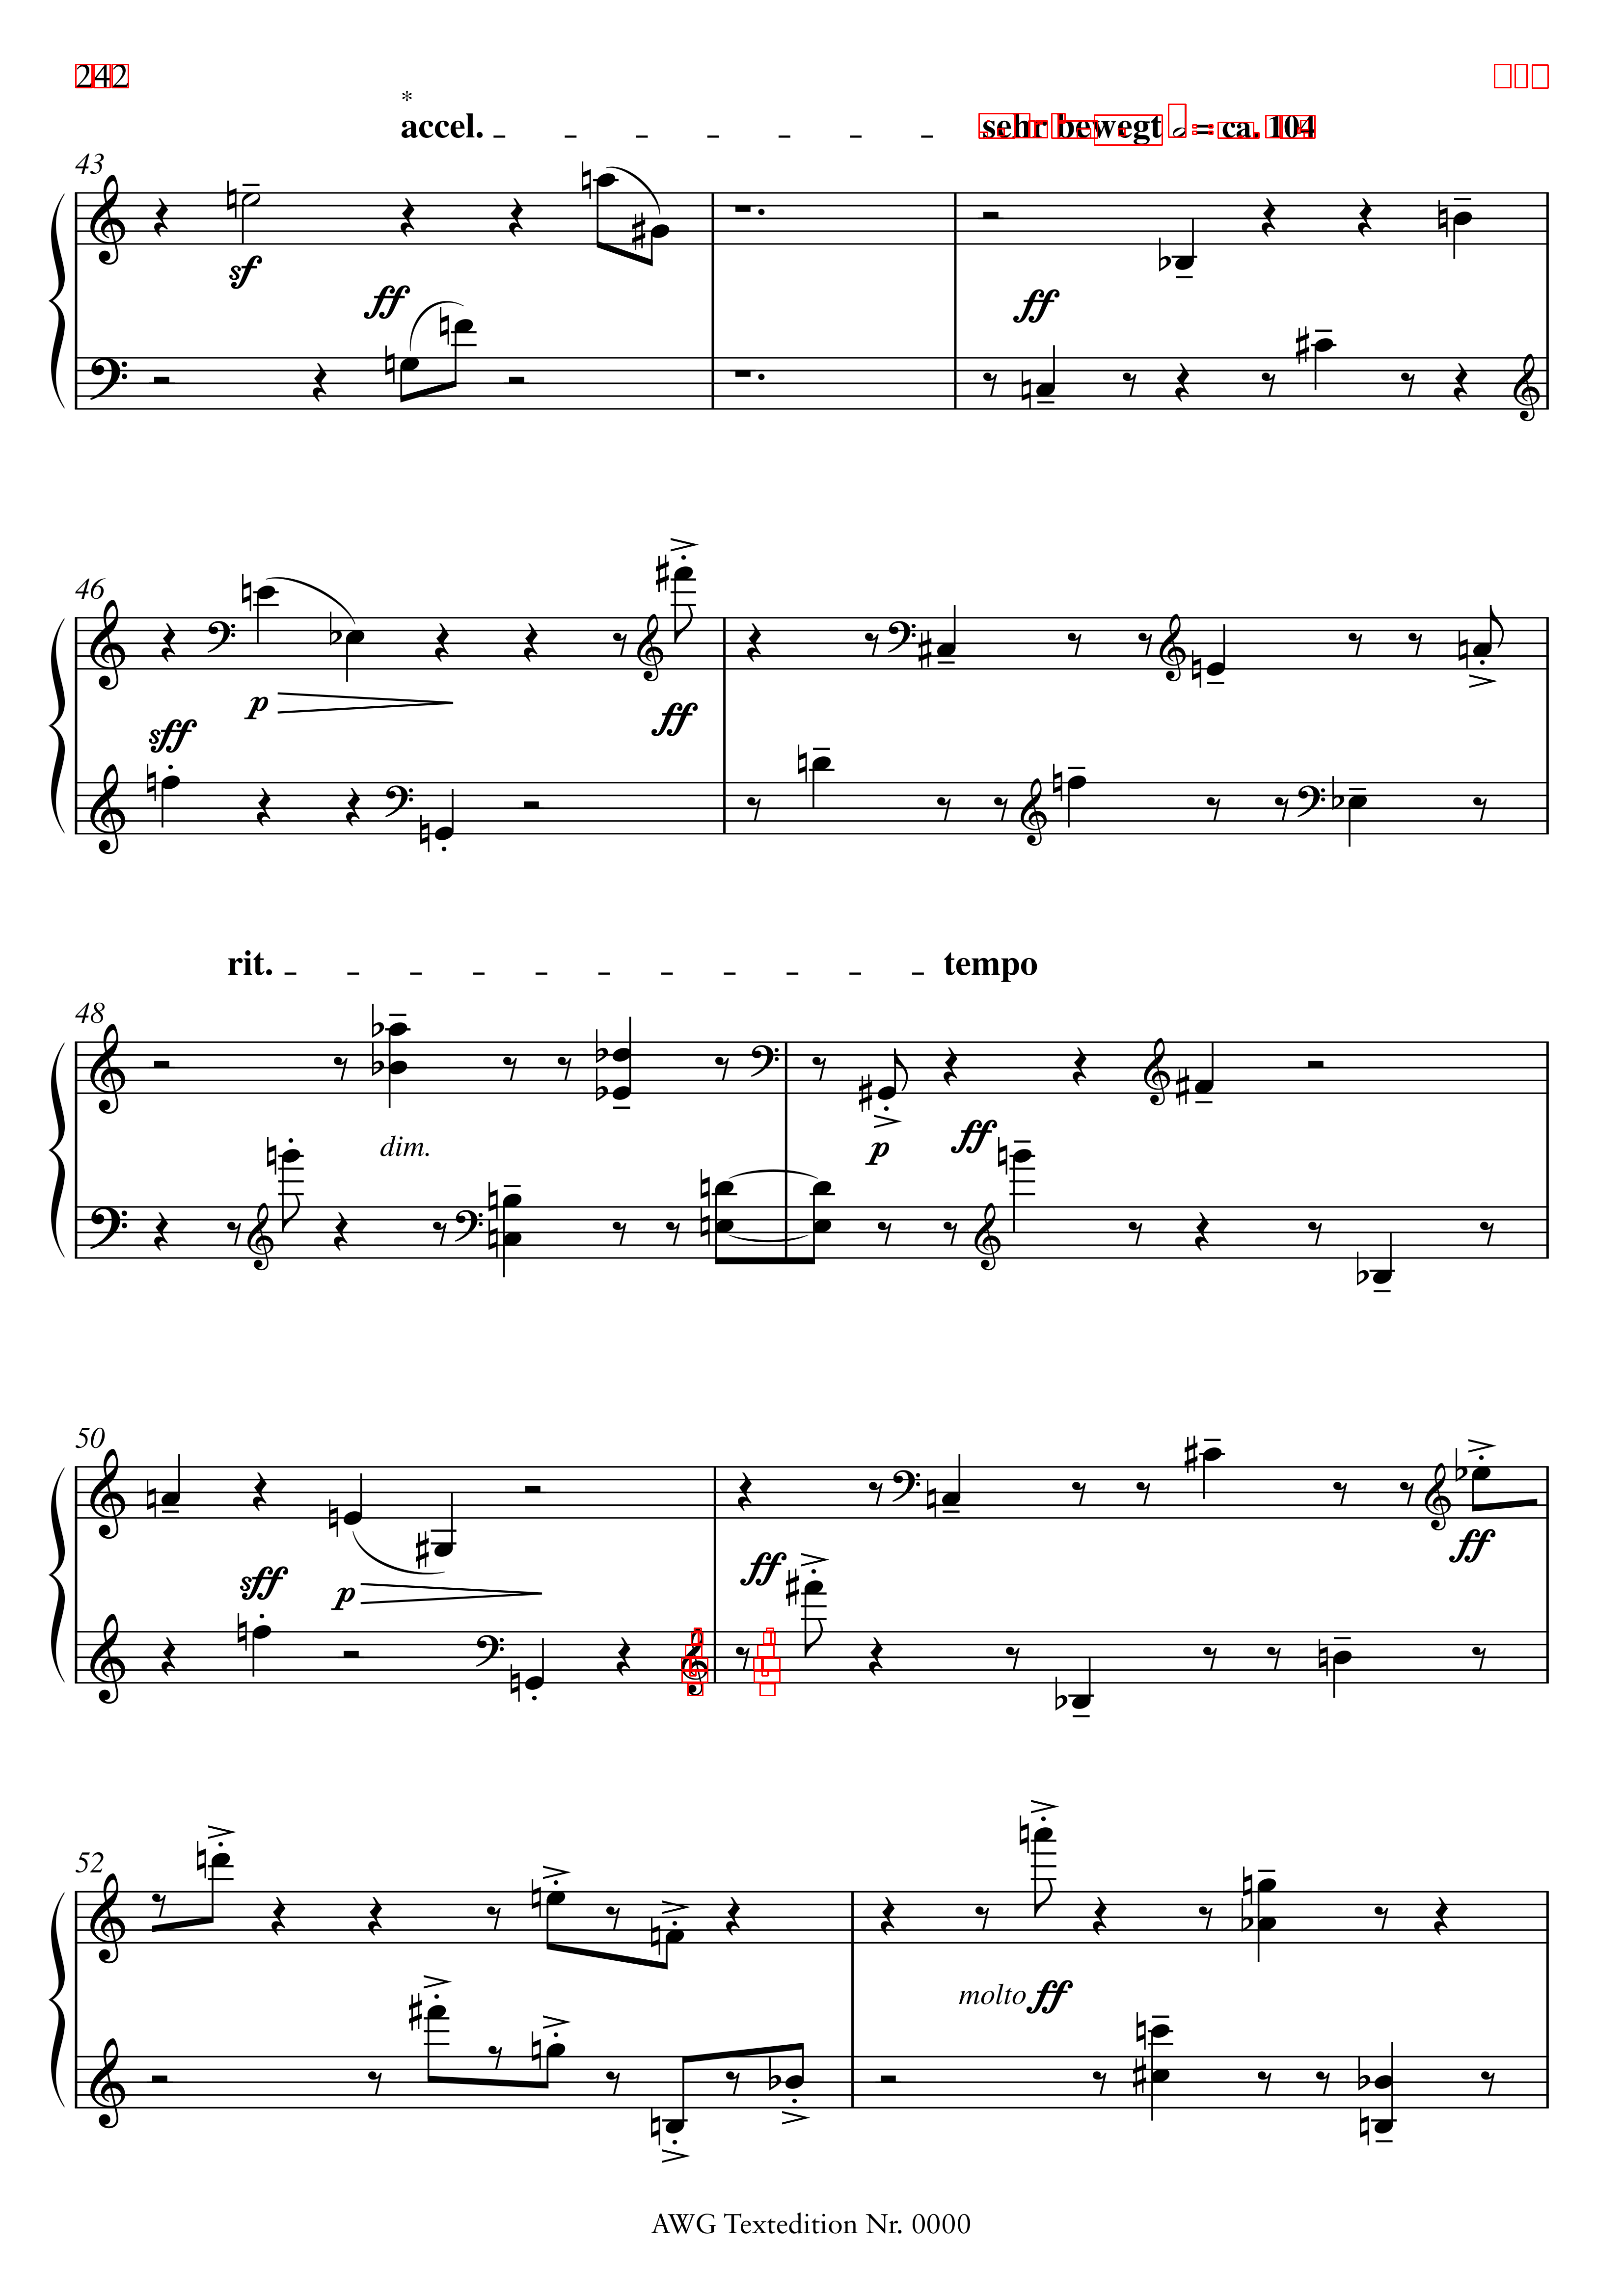 242
*
accel.
sehr bewegt 𝅗𝅥 = ca. 104
43
sf
ff
ff
46
p
sff
ff
rit.
tempo
48
dim.
p
ff
50
sff
p
ff
ff
52
molto ff
AWG Textedition Nr. 0000